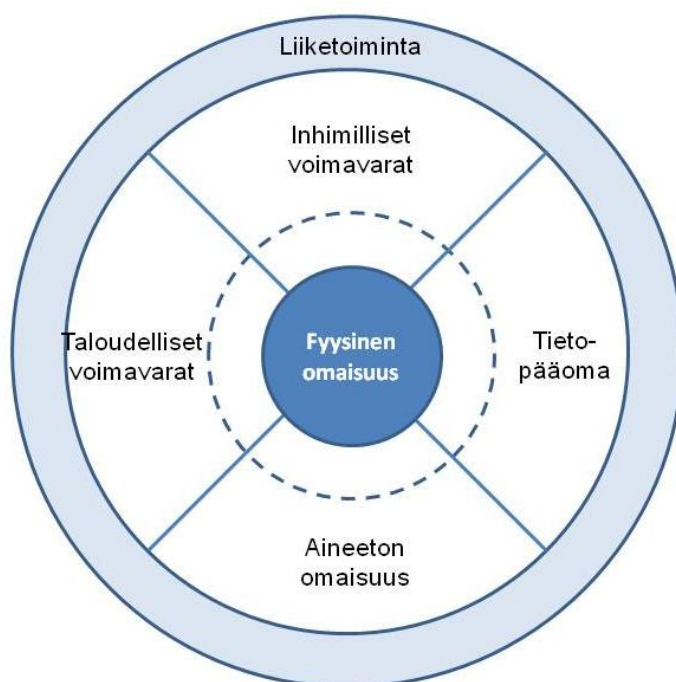 Liiketoiminta
Inhimilliset
voimavarat
Taloudelliset
voimavarat
Fyysinen
omaisuus
Tieto-
pääoma
Aineeton
omaisuus